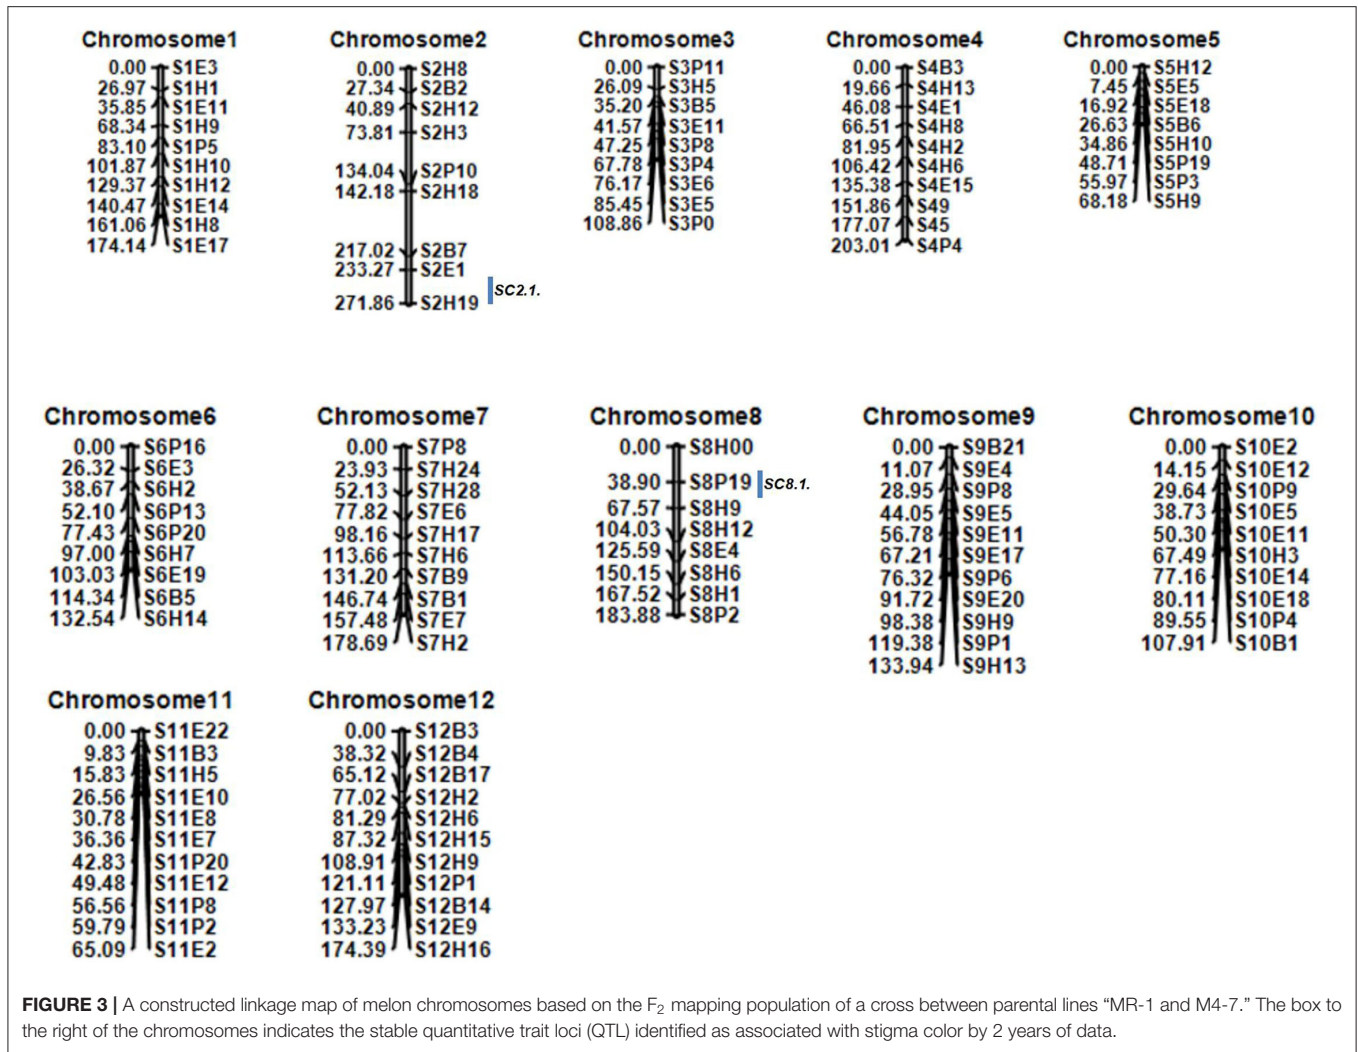 Chromosome1 Chromosome2 Chromosome3 Chromosome4 Chromosome5
0.00 S1E3
26.97 S1H1
35.85 S1E11
68.34 S1H9
83.10 S1P5
101.87 S1H10
129.37 S1H12
140.47 S1E14
161.06 S1H8
174.14 S1E17
0.00 S2H8
27.34 S2B2
40.89 S2H12
73.81 S2H3
134.04 S2P10
142.18 S2H18
217.02 S2B7
233.27 S2E1
SC2.1.
271.86 S2H19
0.00 S3P11
26.09 S3H5
35.20 S3B5
41.57 S3E11
47.25 S3P8
67.78 S3P4
76.17 S3E6
85.45 S3E5
108.86 S3P0
0.00 S4B3
19.66 S4H13
46.08 S4E1
66.51 S4H8
81.95 S4H2
106.42 S4H6
135.38 S4E15
151.86 S49
177.07 S45
203.01 S4P4
0.00 S5H12
7.45 S5E5
16.92 S5E18
26.63 S5B6
34.86 S5H10
48.71 S5P19
55.97 S5P3
68.18 S5H9
Chromosome6 Chromosome7 Chromosome8 Chromosome9 Chromosome10
0.00 S6P16
26.32 S6E3
38.67 S6H2
52.10 S6P13
77.43 S6P20
97.00 S6H7
103.03 S6E19
114.34 S6B5
132.54 S6H14
0.00 S7P8
23.93 S7H24
52.13 S7H28
77.82 S7E6
98.16 S7H17
113.66 S7H6
131.20 S7B9
146.74 S7B1
157.48 S7E7
178.69 S7H2
0.00 S8H00
38.90 S8P19 SC8.1.
67.57 S8H9
104.03 S8H12
125.59 S8E4
150.15 S8H6
167.52 S8H1
183.88 S8P2
0.00 S9B21
11.07 S9E4
28.95 S9P8
44.05 S9E5
56.78 S9E11
67.21 S9E17
76.32 S9P6
91.72 S9E20
98.38 S9H9
119.38 S9P1
133.94 S9H13
0.00 S10E2
14.15 S10E12
29.64 S10P9
38.73 S10E5
50.30 S10E11
67.49 S10H3
77.16 S10E14
80.11 S10E18
89.55 S10P4
107.91 S10B1
Chromosome11 Chromosome12
0.00 S11E22
9.83 S11B3
15.83 S11H5
26.56 S11E10
30.78 S11E8
36.36 S11E7
42.83 S11P20
49.48 S11E12
56.56 S11P8
59.79 S11P2
65.09 S11E2
0.00 S12B3
38.32 S12B4
65.12 S12B17
77.02 S12H2
81.29 S12H6
87.32 S12H15
108.91 S12H9
121.11 S12P1
127.97 S12B14
133.23 S12E9
174.39 S12H16
FIGURE 3 | A constructed linkage map of melon chromosomes based on the F₂ mapping population of a cross between parental lines “MR-1 and M4-7.” The box to
the right of the chromosomes indicates the stable quantitative trait loci (QTL) identified as associated with stigma color by 2 years of data.